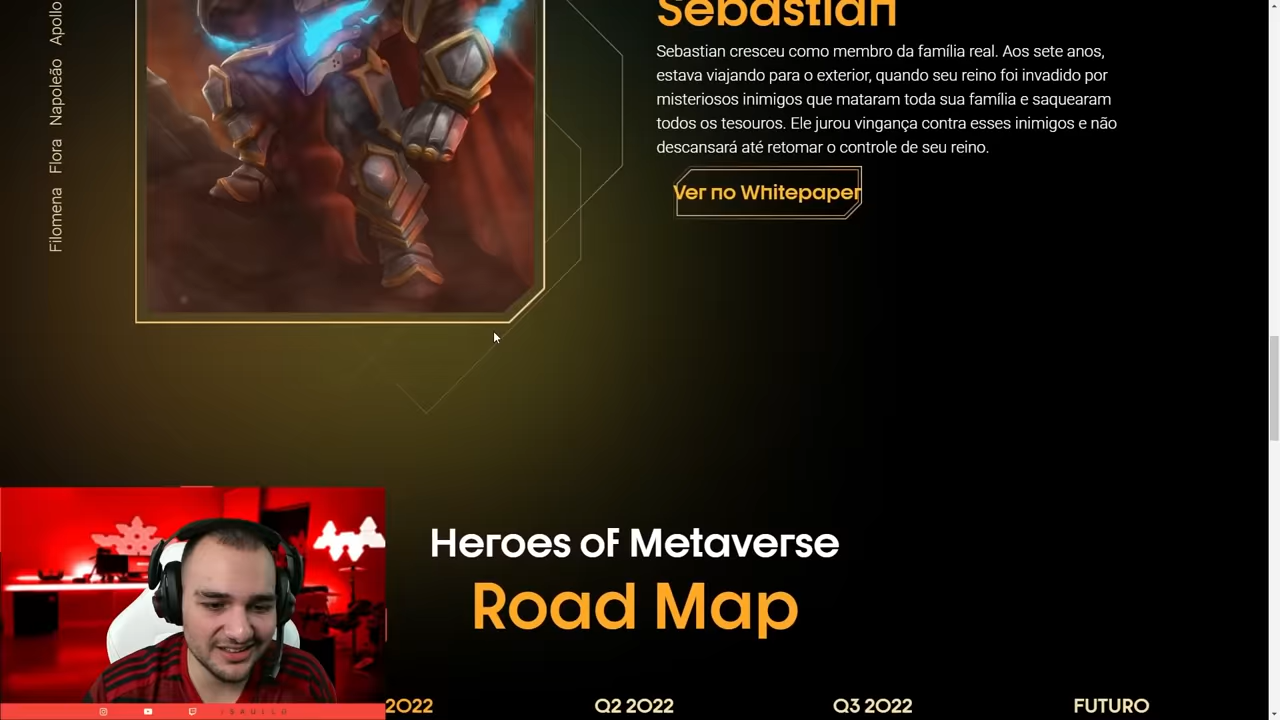 Sebastian
Sebastian cresceu como membro da família real. Aos sete anos,
estava viajando para o exterior, quando seu reino foi invadido por
misteriosos inimigos que mataram toda sua família e saquearam
todos os tesouros. Ele jurou vingança contra esses inimigos e não
descansará até retomar o controle de seu reino.
Ver no Whitepaper
Apollo
Napoleão
Flora
Filomena
Heroes of Metaverse
Road Map
2022
Q2 2022
Q3 2022
FUTURO